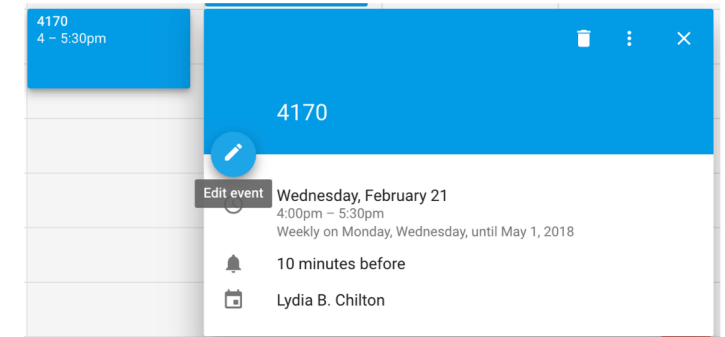 4170
4 – 5:30pm
4170
Edit event
Wednesday, February 21
4:00pm – 5:30pm
Weekly on Monday, Wednesday, until May 1, 2018
10 minutes before
Lydia B. Chilton